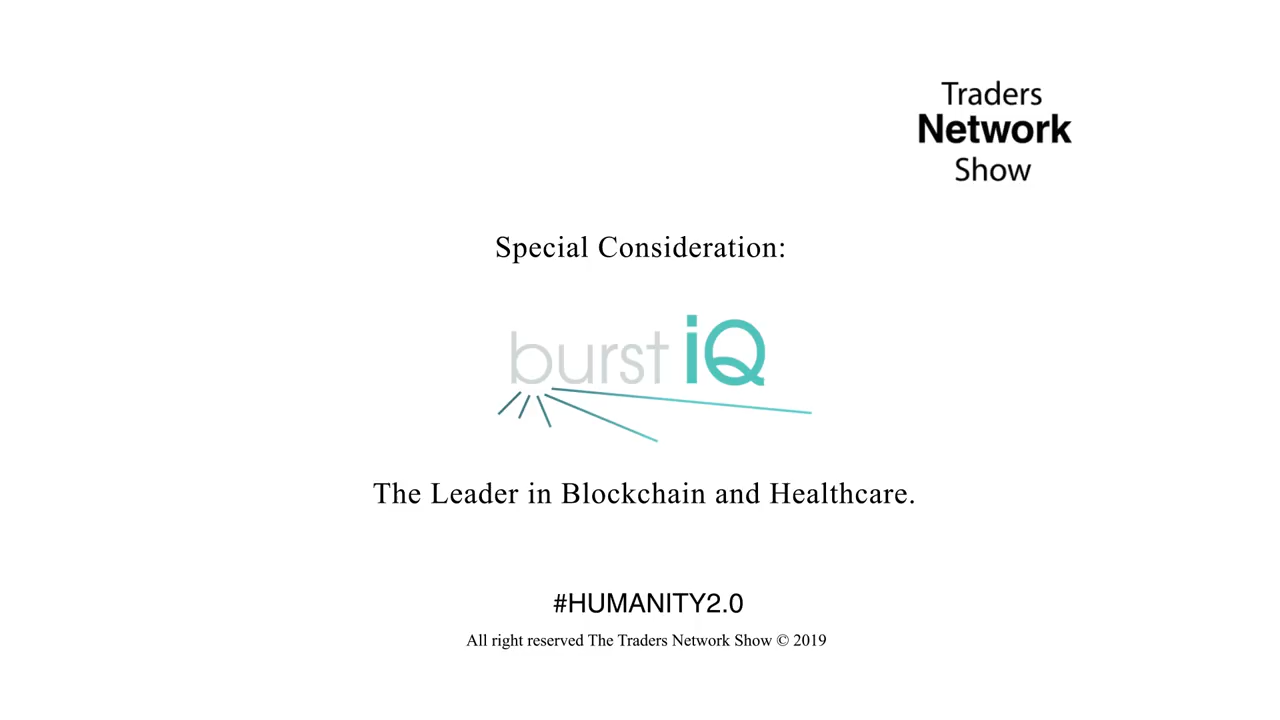 Traders
Network
Show
Special Consideration:
burst iQ
The Leader in Blockchain and Healthcare.
#HUMANITY2.0
All right reserved The Traders Network Show © 2019